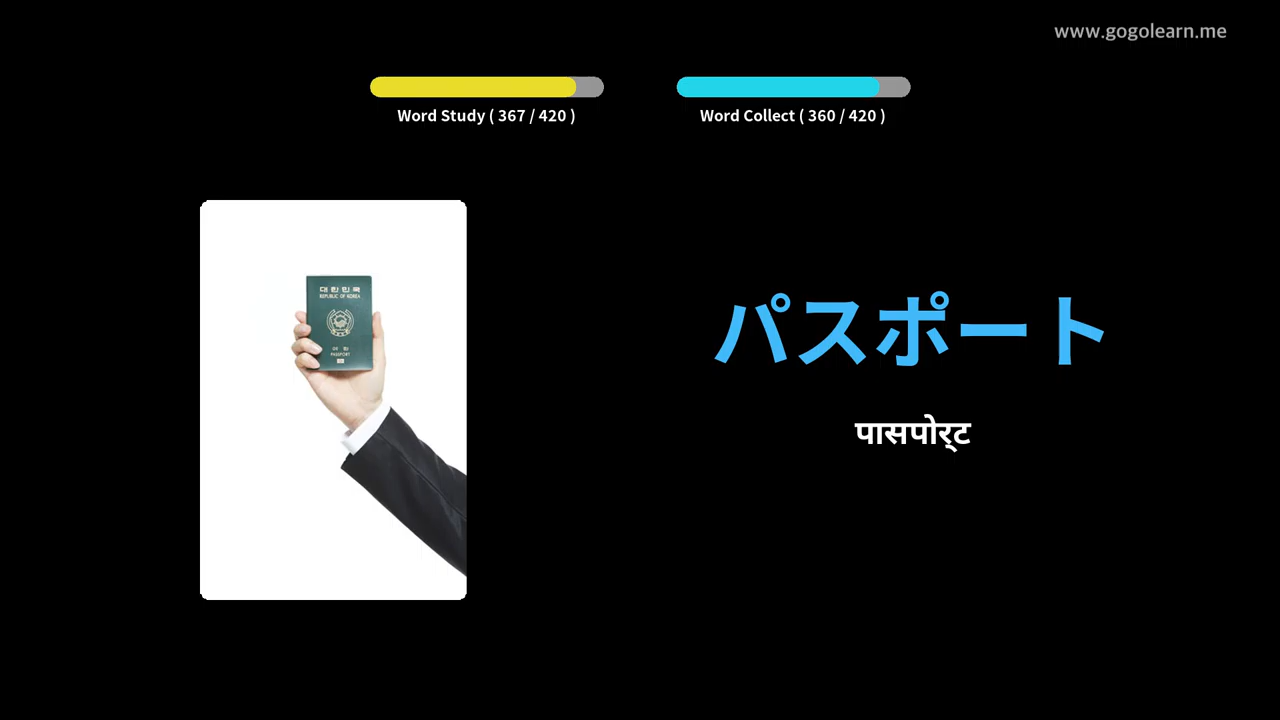 www.gogolearn.me
Word Study ( 367 / 420 )
Word Collect ( 360 / 420 )
대한민국
REPUBLIC OF KOREA
PASSPORT
パスポート
पासपोर्ट